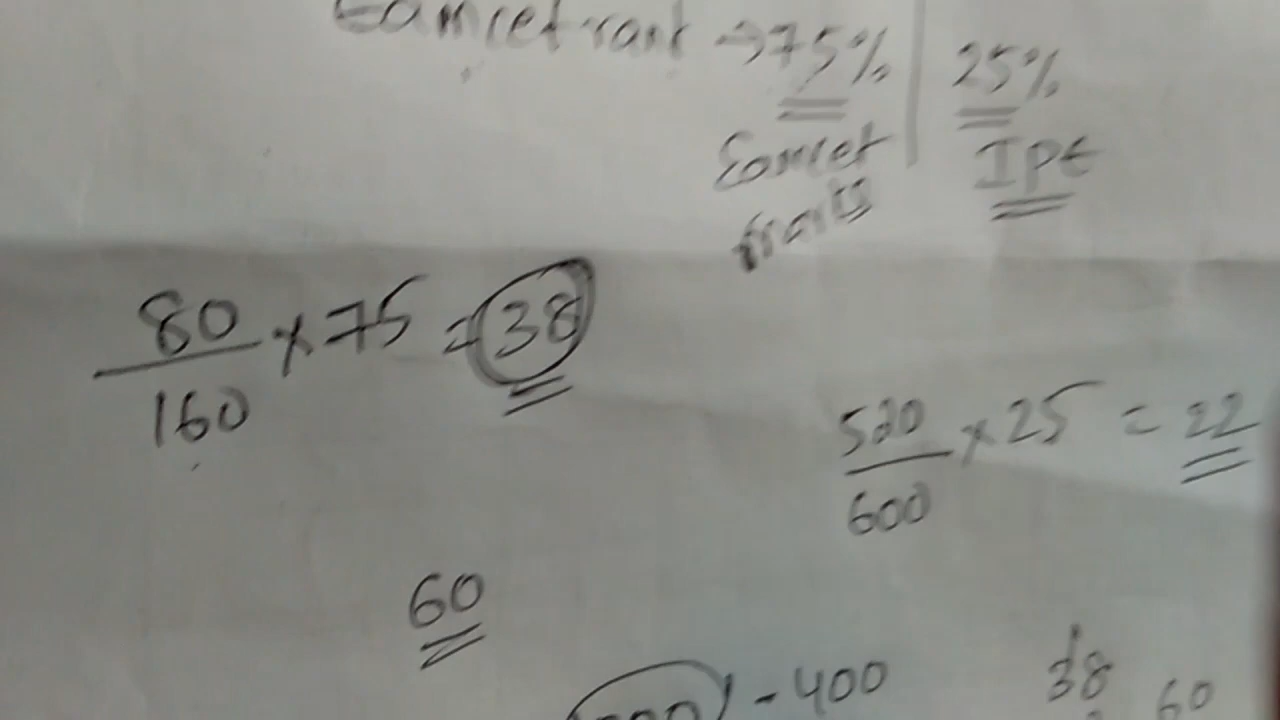 Eamcet rank → 75% | 25%
Eamcet IPE
80/160 × 75 = 38
520/600 × 25 = 22
60
- 400 38 60